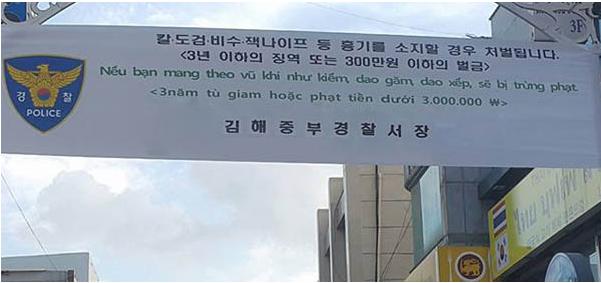 칼·도검·비수·잭나이프 등 흉기를 소지할 경우 처벌됩니다.
<3년 이하의 징역 또는 300만원 이하의 벌금>
Nếu bạn mang theo vũ khí như kiếm, dao găm, dao xếp, sẽ bị trừng phạt.
<3năm tù giam hoặc phạt tiền dưới 3.000.000 ₩>
김해중부경찰서장
경찰
POLICE
3F